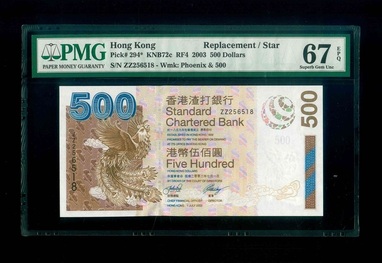 PMG
PAPER MONEY GUARANTY
Hong Kong Replacement / Star
Pick# 294* KNB72c RF4 2003 500 Dollars
S/N ZZ256518 - Wmk: Phoenix & 500
67 EPQ
Superb Gem Unc
500
香港渣打銀行
Standard
Chartered Bank
ZZ256518
500
港幣伍佰圓
Five Hundred